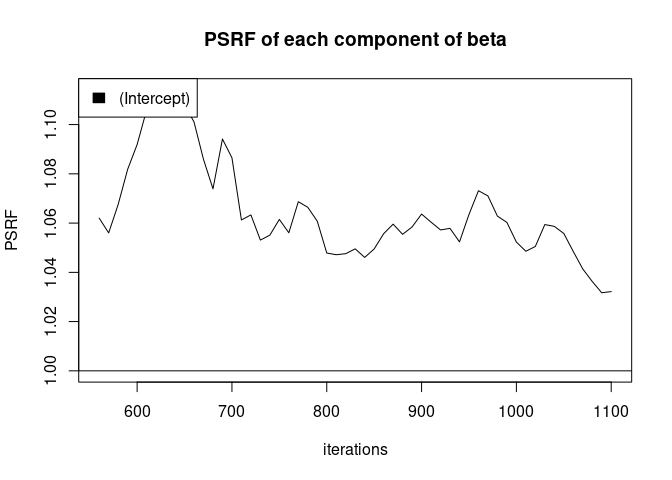 PSRF of each component of beta
(Intercept)
PSRF
1.10
1.08
1.06
1.04
1.02
1.00
600 700 800 900 1000 1100
iterations